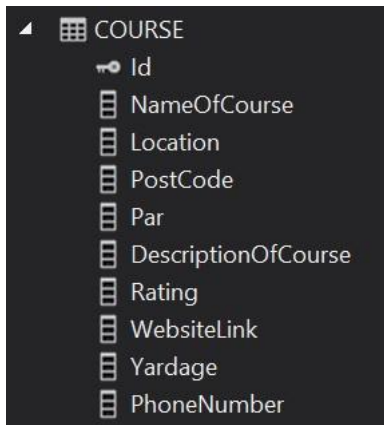 COURSE
Id
NameOfCourse
Location
PostCode
Par
DescriptionOfCourse
Rating
WebsiteLink
Yardage
PhoneNumber